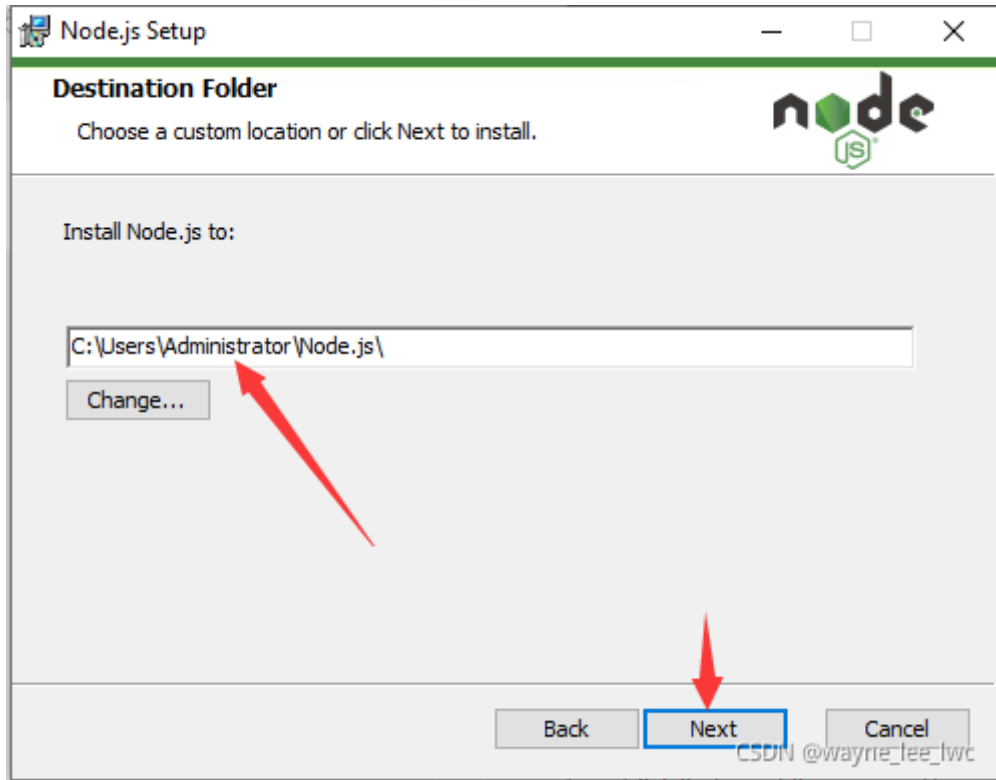 Node.js Setup
Destination Folder
Choose a custom location or click Next to install.
node
JS
Install Node.js to:
C:\Users\Administrator\Node.js\
Change...
Back
Next
Cancel
CSDN @wayne_lee_lwc